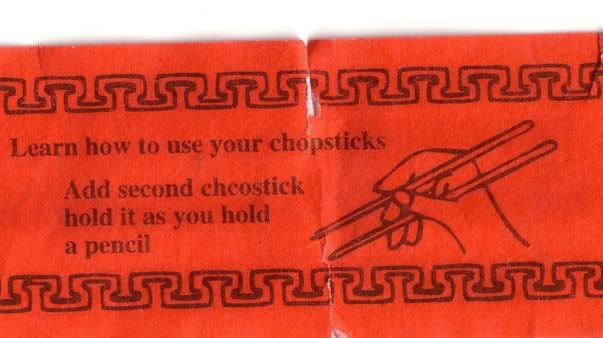 Learn how to use your chopsticks
Add second chcostick
hold it as you hold
a pencil